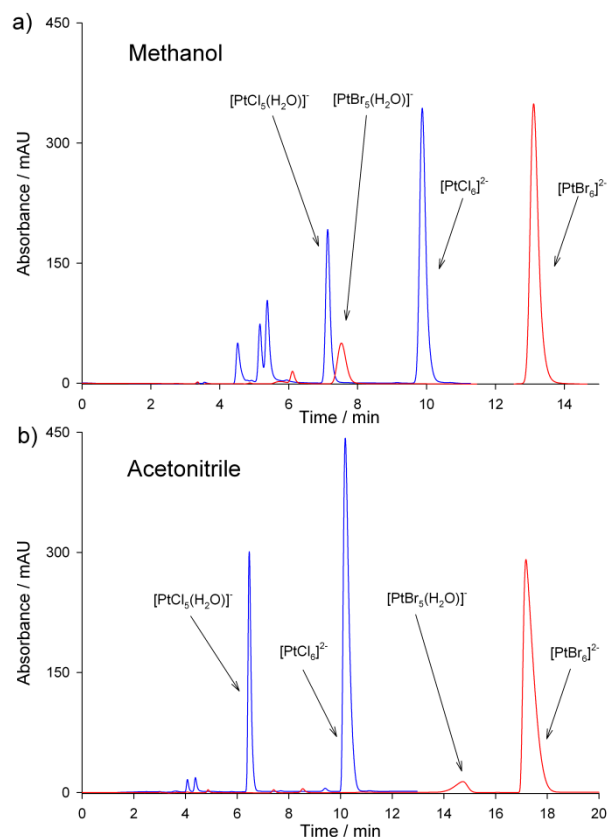 a)
Methanol
450
300
150
0
Absorbance / mAU
[PtCl₅(H₂O)]⁻
[PtBr₅(H₂O)]⁻
[PtCl₆]²⁻
[PtBr₆]²⁻
0 2 4 6 8 10 12 14
Time / min
b)
Acetonitrile
450
300
150
0
Absorbance / mAU
[PtCl₅(H₂O)]⁻
[PtCl₆]²⁻
[PtBr₅(H₂O)]⁻
[PtBr₆]²⁻
0 2 4 6 8 10 12 14 16 18 20
Time / min